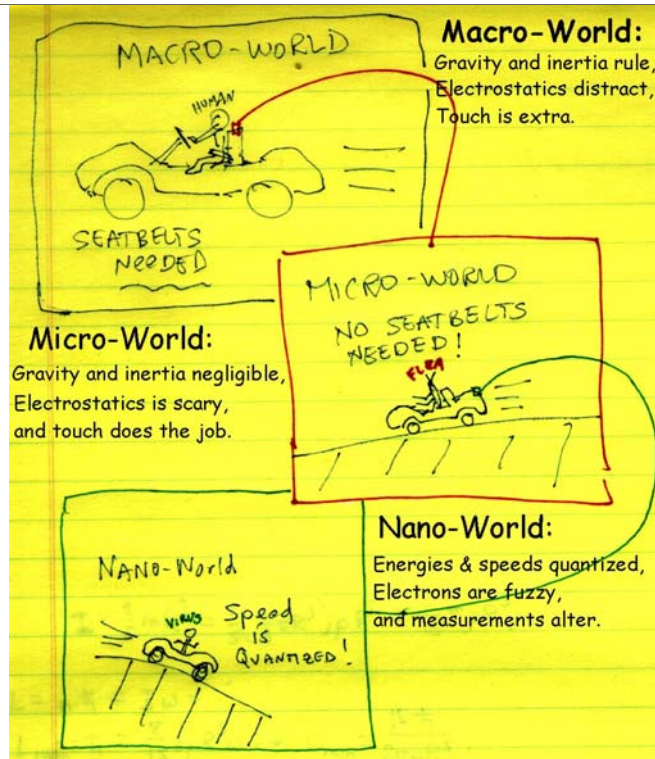 MACRO-WORLD
HUMAN
SEATBELTS
NEEDED
Macro-World:
Gravity and inertia rule,
Electrostatics distract,
Touch is extra.
MICRO-WORLD
NO SEATBELTS
NEEDED!
FLEA
Micro-World:
Gravity and inertia negligible,
Electrostatics is scary,
and touch does the job.
NANO-World
VIRUS
Speed
is
QUANTIZED!
Nano-World:
Energies & speeds quantized,
Electrons are fuzzy,
and measurements alter.